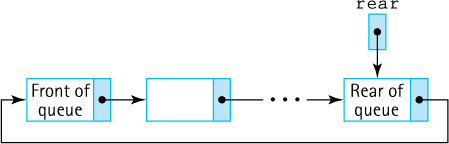 rear
Front of
queue
Rear of
queue